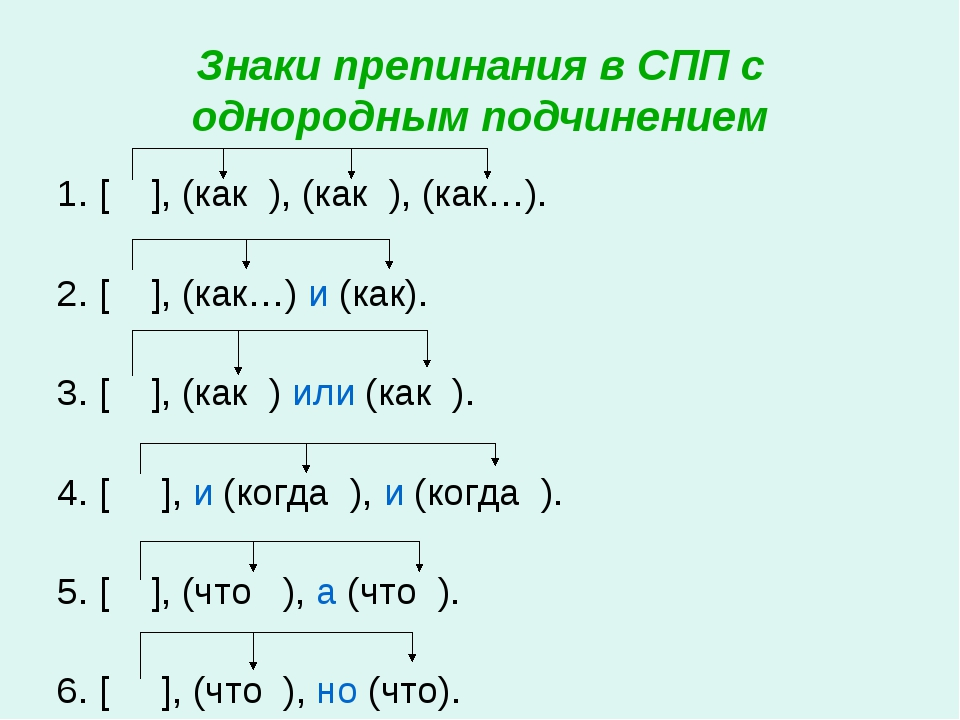 Знаки препинания в СПП с
однородным подчинением
1. [    ], (как  ), (как  ), (как…).
2. [    ], (как…) и (как).
3. [    ], (как  ) или (как  ).
4. [     ], и (когда  ), и (когда  ).
5. [    ], (что   ), а (что  ).
6. [     ], (что  ), но (что).